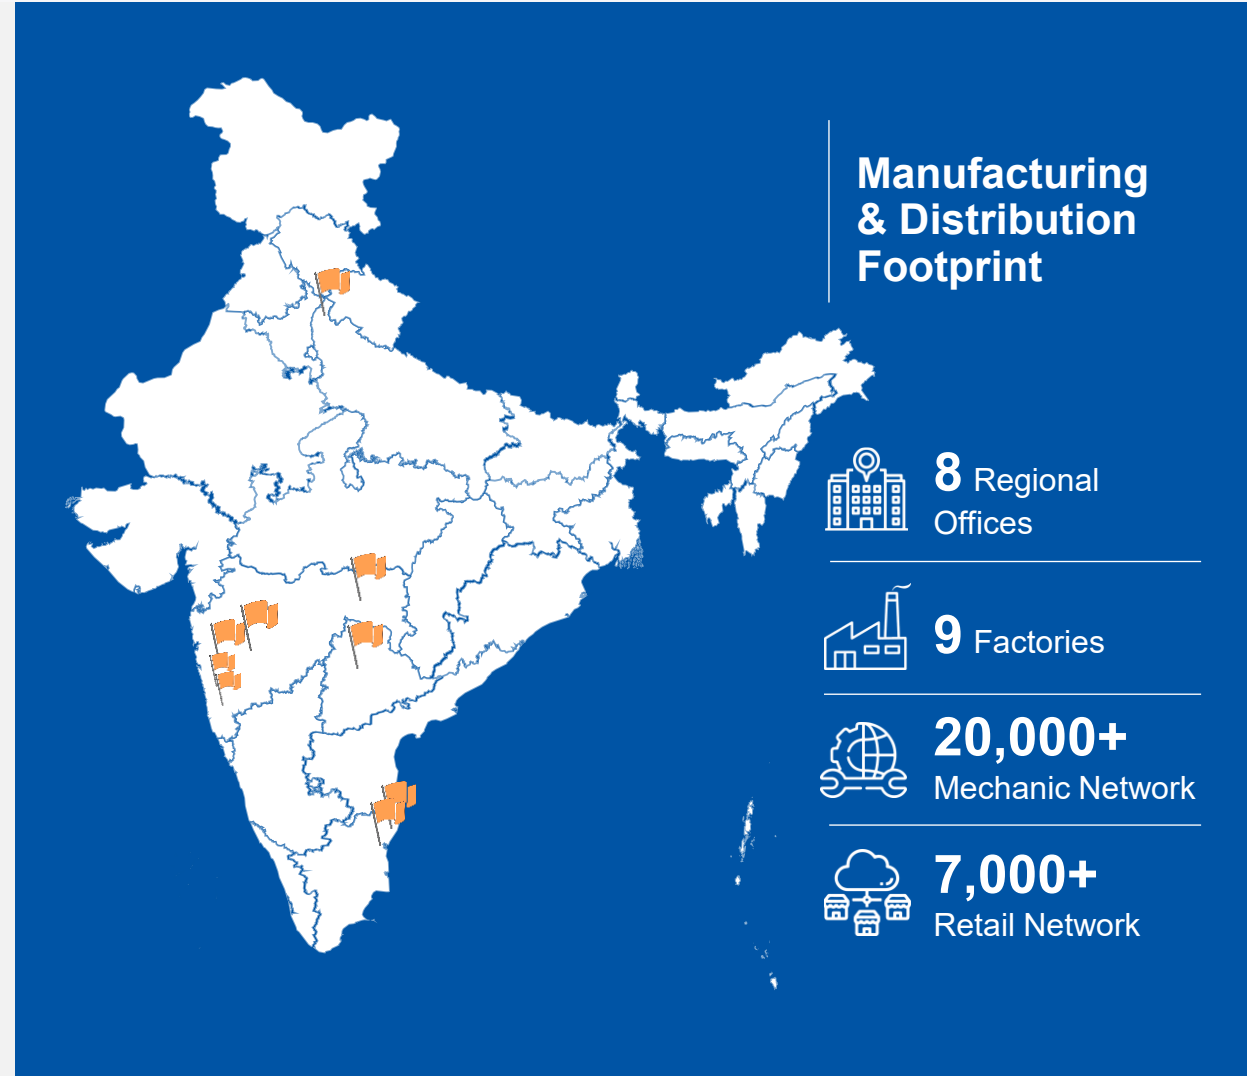 Manufacturing
& Distribution
Footprint
8 Regional
Offices
9 Factories
20,000+
Mechanic Network
7,000+
Retail Network